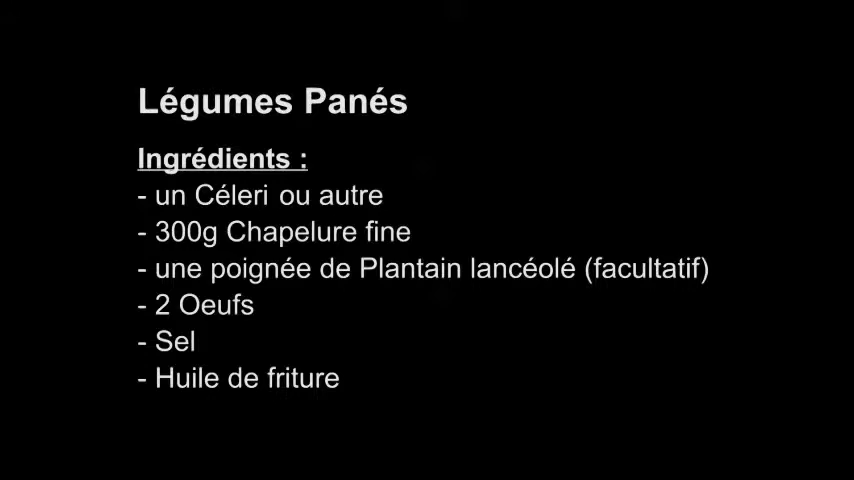 Légumes Panés
Ingrédients :
- un Céleri ou autre
- 300g Chapelure fine
- une poignée de Plantain lancéolé (facultatif)
- 2 Oeufs
- Sel
- Huile de friture